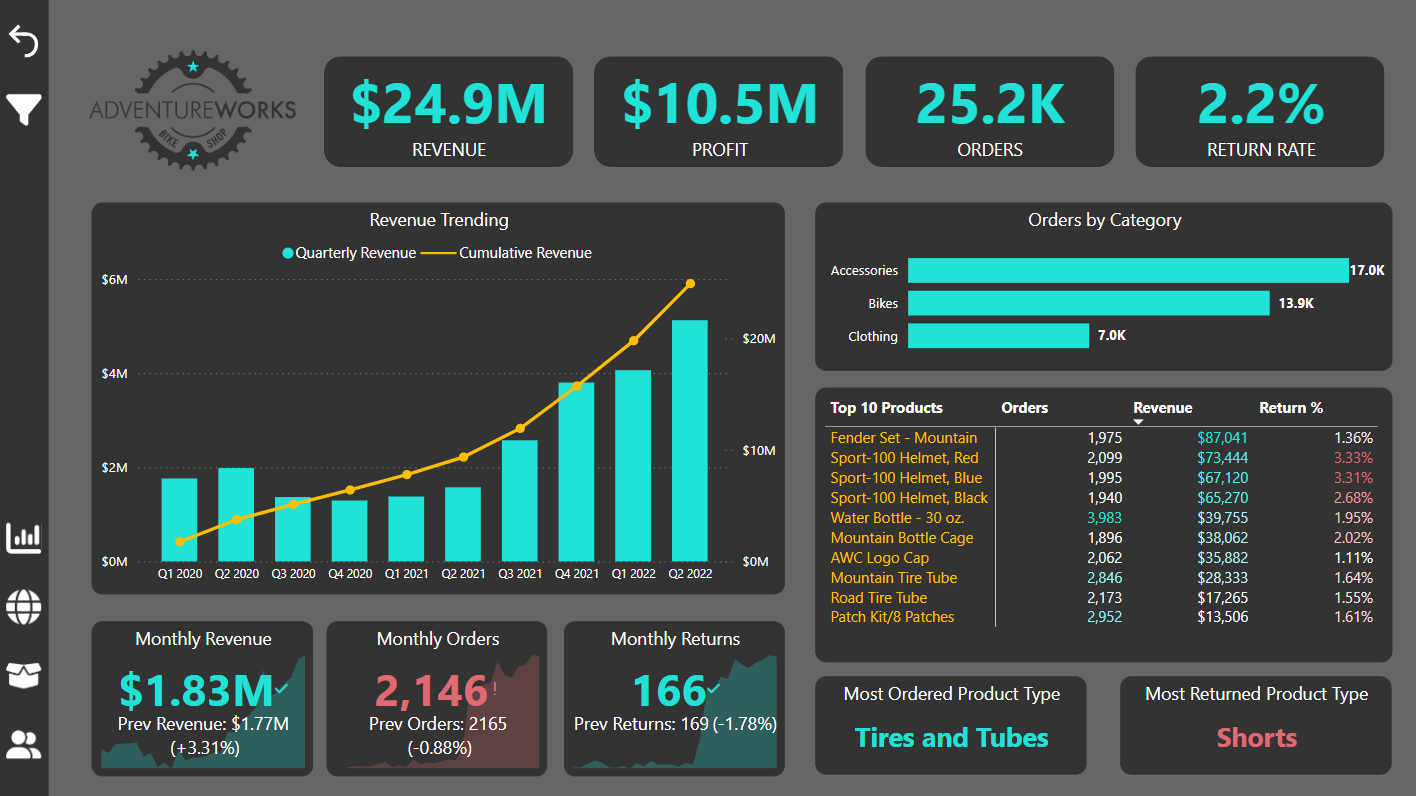 ADVENTUREWORKS
BIKE SHOP
$24.9M
REVENUE
$10.5M
PROFIT
25.2K
ORDERS
2.2%
RETURN RATE
Revenue Trending
Quarterly Revenue Cumulative Revenue
$6M
$4M
$2M
$0M
$20M
$10M
$0M
Q1 2020 Q2 2020 Q3 2020 Q4 2020 Q1 2021 Q2 2021 Q3 2021 Q4 2021 Q1 2022 Q2 2022
Orders by Category
Accessories 17.0K
Bikes 13.9K
Clothing 7.0K
Top 10 Products Orders Revenue Return %
Fender Set - Mountain 1,975 $87,041 1.36%
Sport-100 Helmet, Red 2,099 $73,444 3.33%
Sport-100 Helmet, Blue 1,995 $67,120 3.31%
Sport-100 Helmet, Black 1,940 $65,270 2.68%
Water Bottle - 30 oz. 3,983 $39,755 1.95%
Mountain Bottle Cage 1,896 $38,062 2.02%
AWC Logo Cap 2,062 $35,882 1.11%
Mountain Tire Tube 2,846 $28,333 1.64%
Road Tire Tube 2,173 $17,265 1.55%
Patch Kit/8 Patches 2,952 $13,506 1.61%
Monthly Revenue
$1.83M
Prev Revenue: $1.77M
(+3.31%)
Monthly Orders
2,146!
Prev Orders: 2165
(-0.88%)
Monthly Returns
166
Prev Returns: 169 (-1.78%)
Most Ordered Product Type
Tires and Tubes
Most Returned Product Type
Shorts